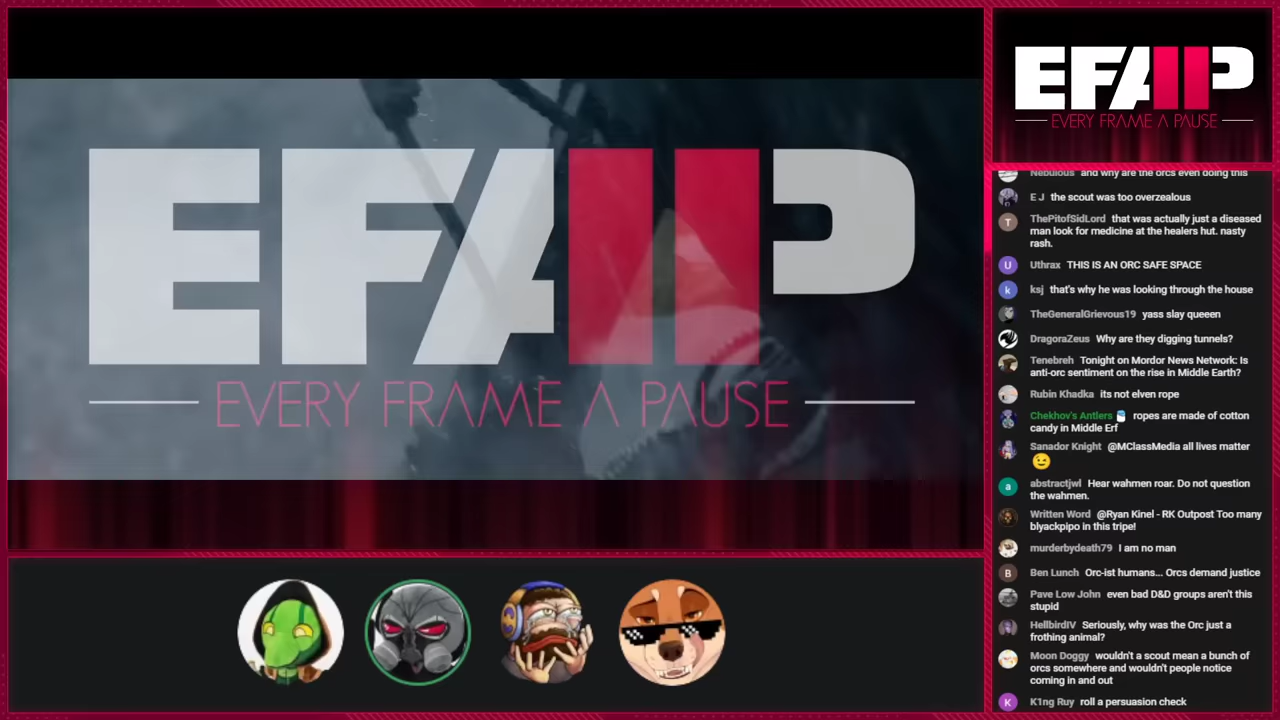 EFAP
EVERY FRAME A PAUSE
EFAP
EVERY FRAME A PAUSE
Nebulous and why are the orcs even doing this
E J the scout was too overzealous
ThePitofSidLord that was actually just a diseased
man look for medicine at the healers hut. nasty
rash.
Uthrax THIS IS AN ORC SAFE SPACE
ksj that's why he was looking through the house
TheGeneralGrievous19 yass slay queeen
DragoraZeus Why are they digging tunnels?
Tenebreh Tonight on Mordor News Network: Is
anti-orc sentiment on the rise in Middle Earth?
Rubin Khadka its not elven rope
Chekhov's Antlers ropes are made of cotton
candy in Middle Erf
Sanador Knight @MClassMedia all lives matter
😉
abstractjwl Hear wahmen roar. Do not question
the wahmen.
Written Word @Ryan Kinel - RK Outpost Too many
blyackpipo in this tripe!
murderbydeath79 I am no man
Ben Lunch Orc-ist humans... Orcs demand justice
Pave Low John even bad D&D groups aren't this
stupid
HellbirdIV Seriously, why was the Orc just a
frothing animal?
Moon Doggy wouldn't a scout mean a bunch of
orcs somewhere and wouldn't people notice
coming in and out
K1ng Ruy roll a persuasion check